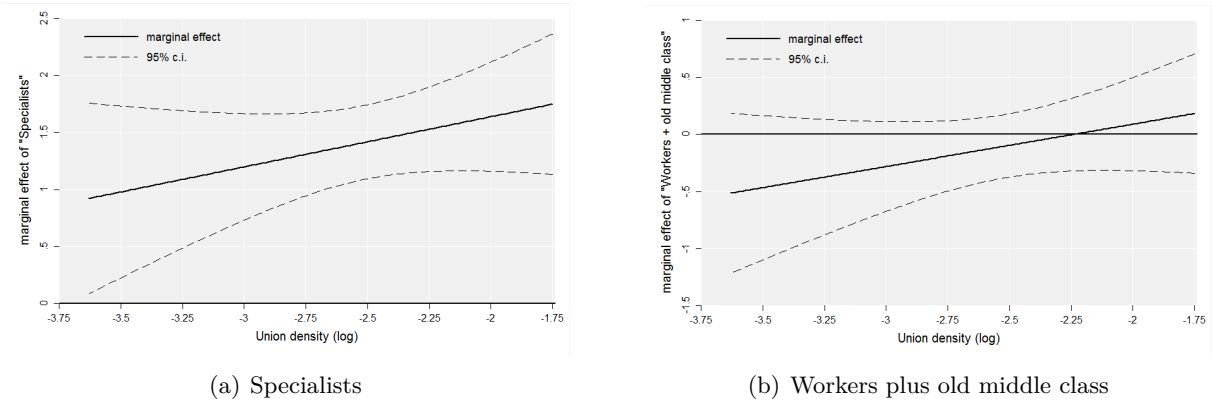 marginal effect
95% c.i.
marginal effect of "Specialists"
2.5
2
1.5
1
.5
0
-3.75 -3.5 -3.25 -3 -2.75 -2.5 -2.25 -2 -1.75
Union density (log)
(a) Specialists
marginal effect
95% c.i.
marginal effect of "Workers + old middle class"
1
.5
0
-.5
-1
-1.5
-3.75 -3.5 -3.25 -3 -2.75 -2.5 -2.25 -2 -1.75
Union density (log)
(b) Workers plus old middle class